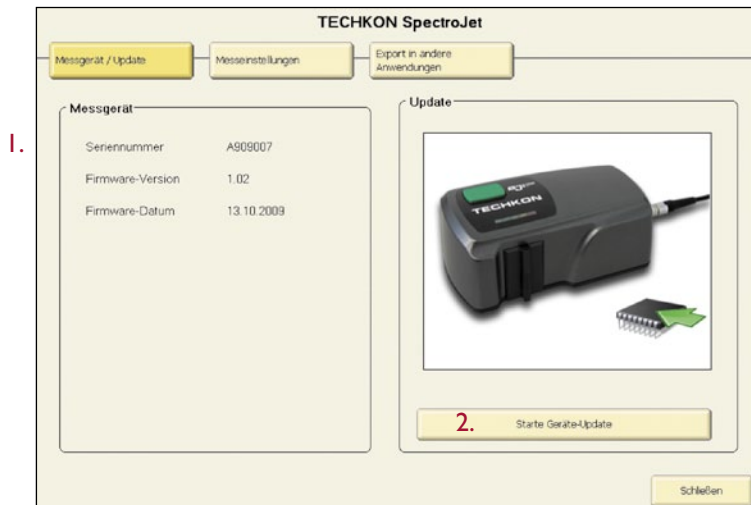 TECHKON SpectroJet
Messgerät / Update
Messeinstellungen
Export in andere
Anwendungen
1.
Messgerät
Seriennummer A909007
Firmware-Version 1.02
Firmware-Datum 13.10.2009
Update
TECHKON
2.
Starte Geräte-Update
Schließen